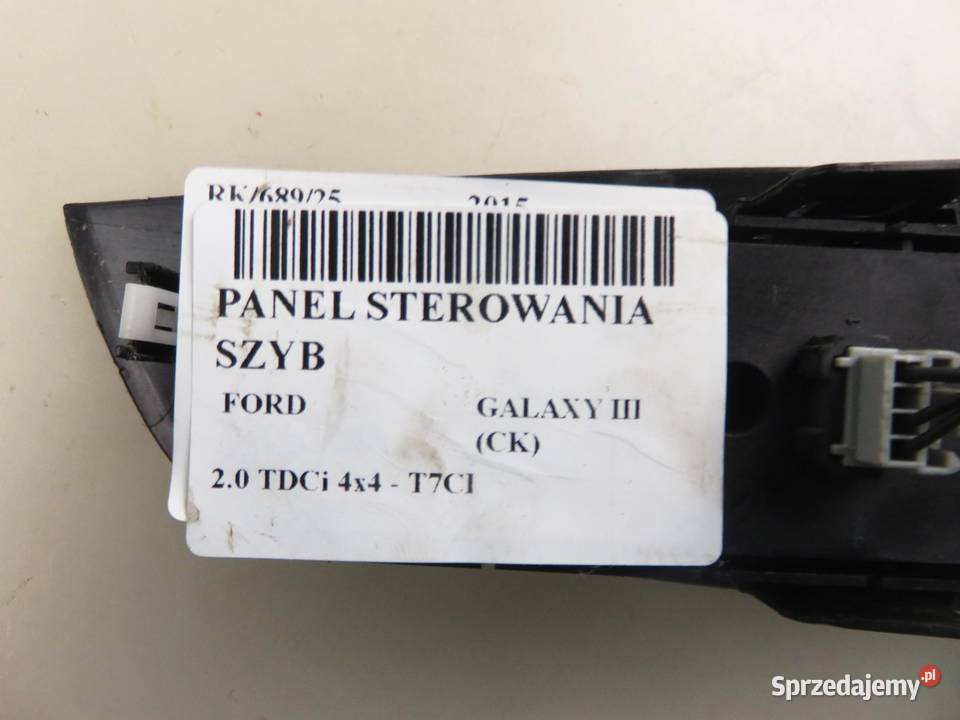 RK/689/25 2015
PANEL STEROWANIA
SZYB
FORD GALAXY III
(CK)
2.0 TDCi 4x4 - T7CI
Sprzedajemy.pl